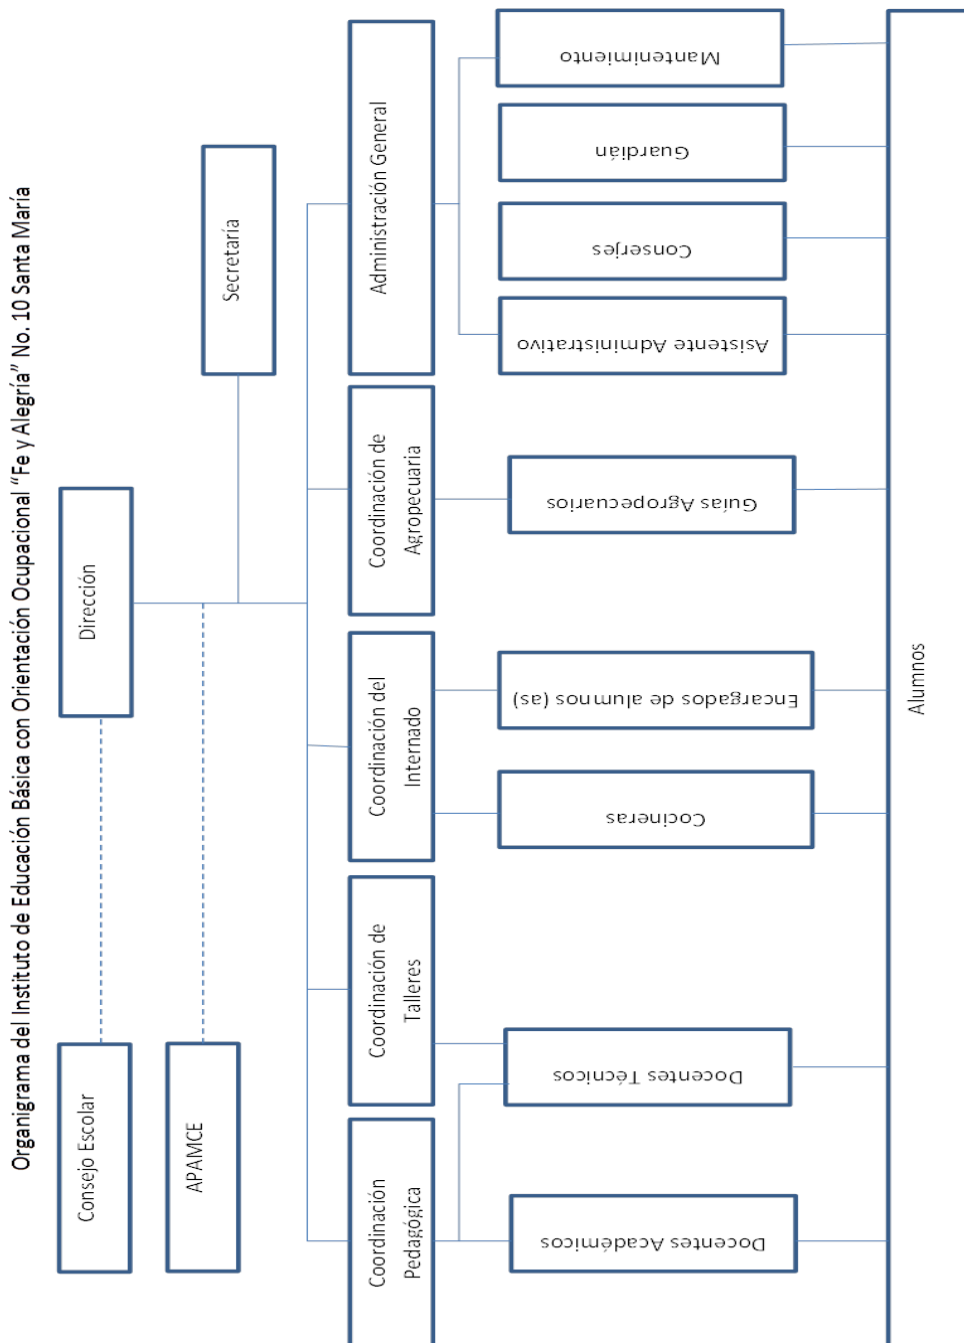 Organigrama del Instituto de Educación Básica con Orientación Ocupacional “Fe y Alegría” No. 10 Santa María
Consejo Escolar
Dirección
APAMCE
Secretaría
Coordinación
Pedagógica
Coordinación de
Talleres
Coordinación del
Internado
Coordinación de
Agropecuaria
Administración General
Docentes Académicos
Docentes Técnicos
Cocineras
Encargados de alumnos (as)
Guías Agropecuarios
Asistente Administrativo
Conserjes
Guardián
Mantenimiento
Alumnos